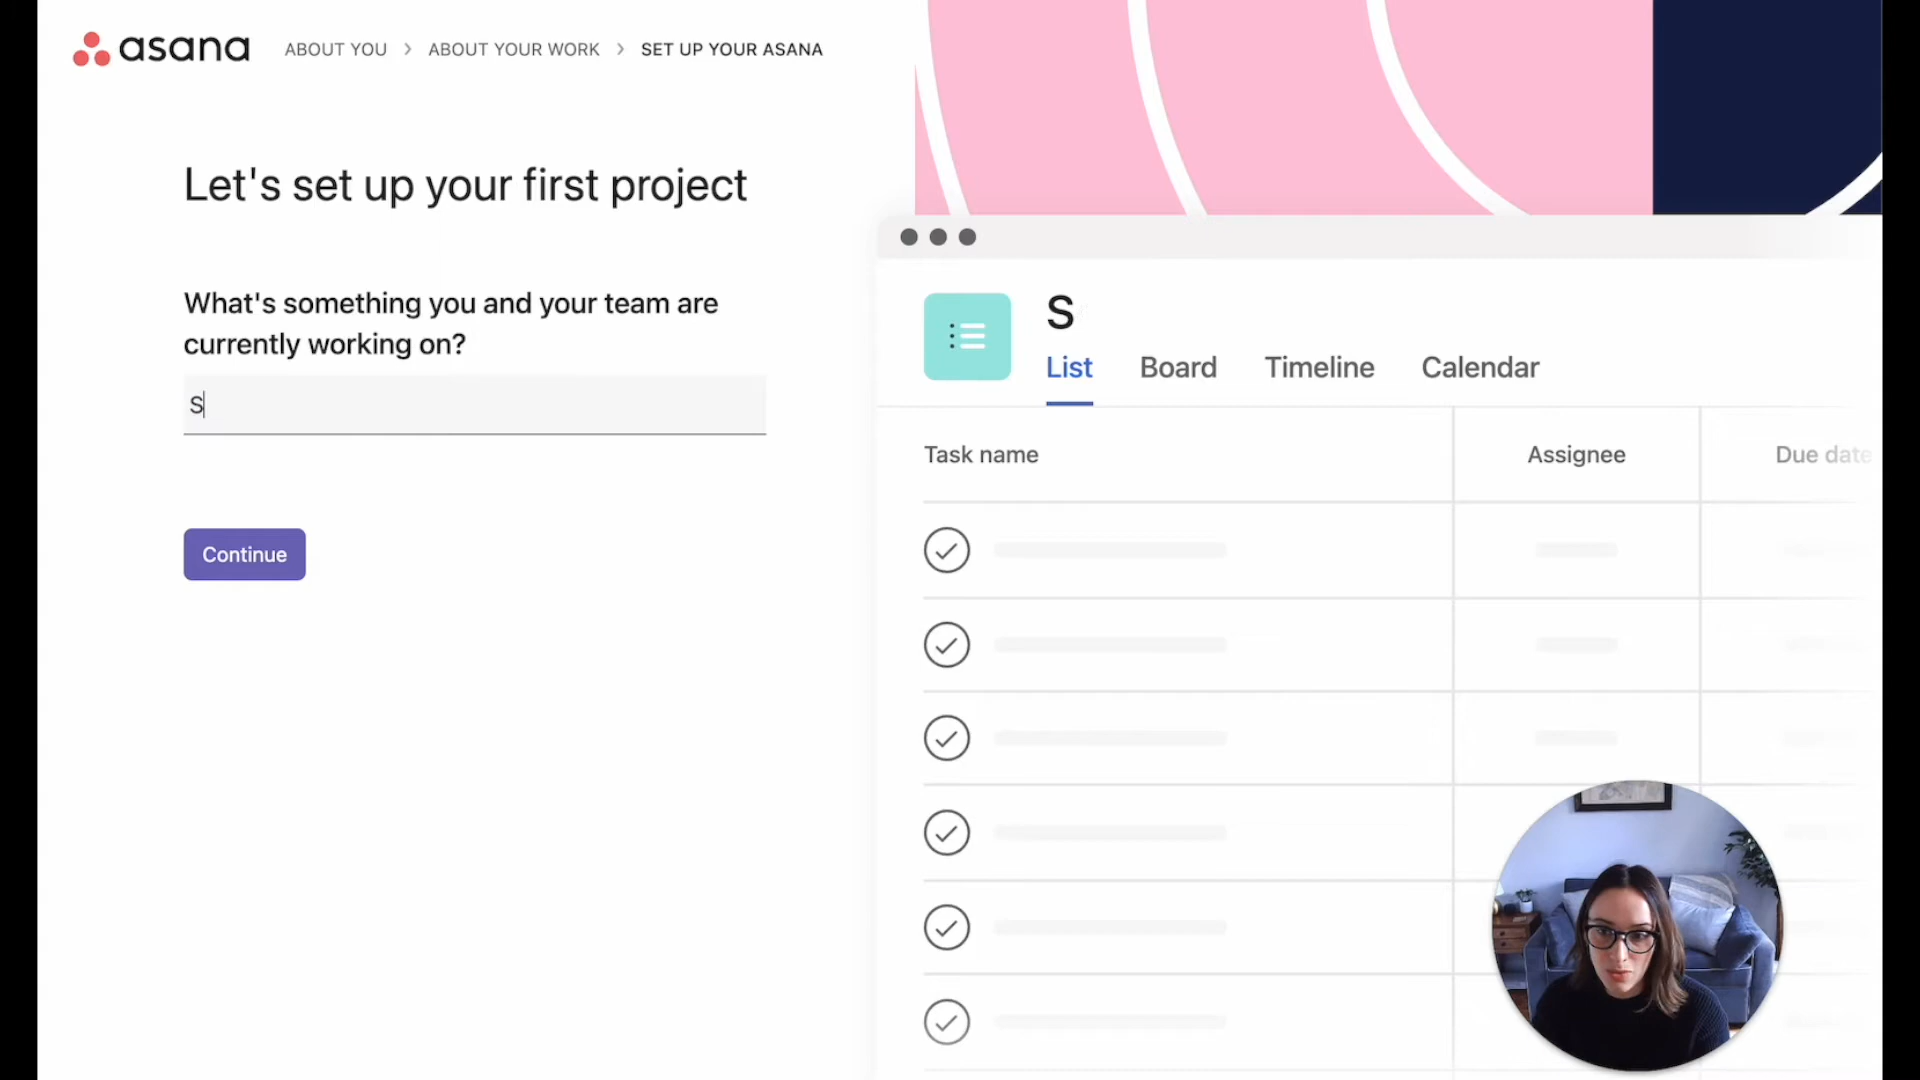 asana
ABOUT YOU > ABOUT YOUR WORK > SET UP YOUR ASANA
Let's set up your first project
What's something you and your team are
currently working on?
S
Continue
S
List Board Timeline Calendar
Task name Assignee Due date